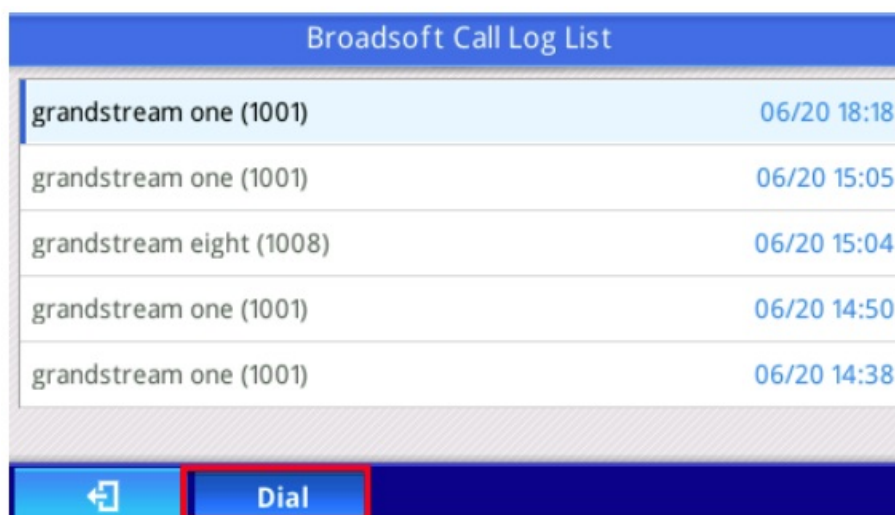 Broadsoft Call Log List
grandstream one (1001) 06/20 18:18
grandstream one (1001) 06/20 15:05
grandstream eight (1008) 06/20 15:04
grandstream one (1001) 06/20 14:50
grandstream one (1001) 06/20 14:38
Dial